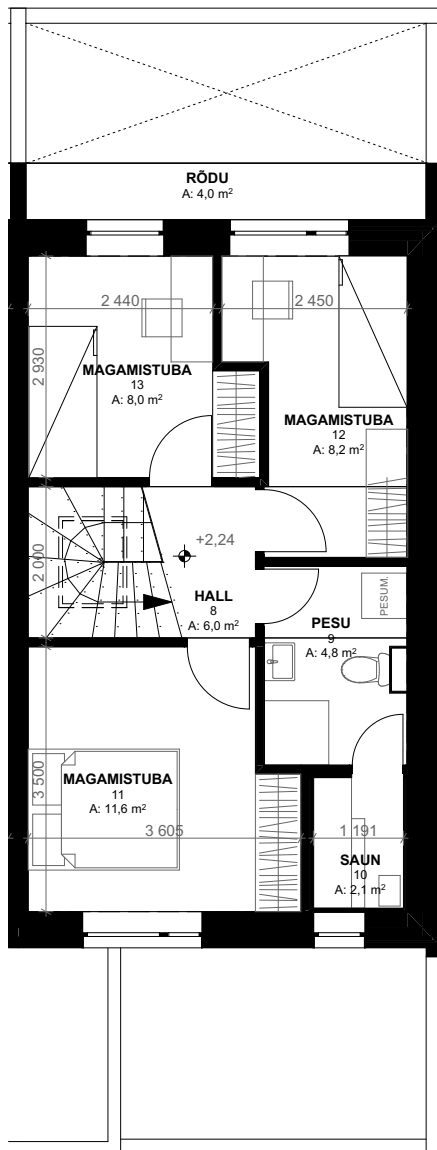 RÕDU
A: 4,0 m²
2 440
2 450
2 930
MAGAMISTUBA
13
A: 8,0 m²
MAGAMISTUBA
12
A: 8,2 m²
2 000
+2,24
HALL
8
A: 6,0 m²
PESUM.
PESU
9
A: 4,8 m²
3 500
MAGAMISTUBA
11
A: 11,6 m²
3 605
1 191
SAUN
10
A: 2,1 m²